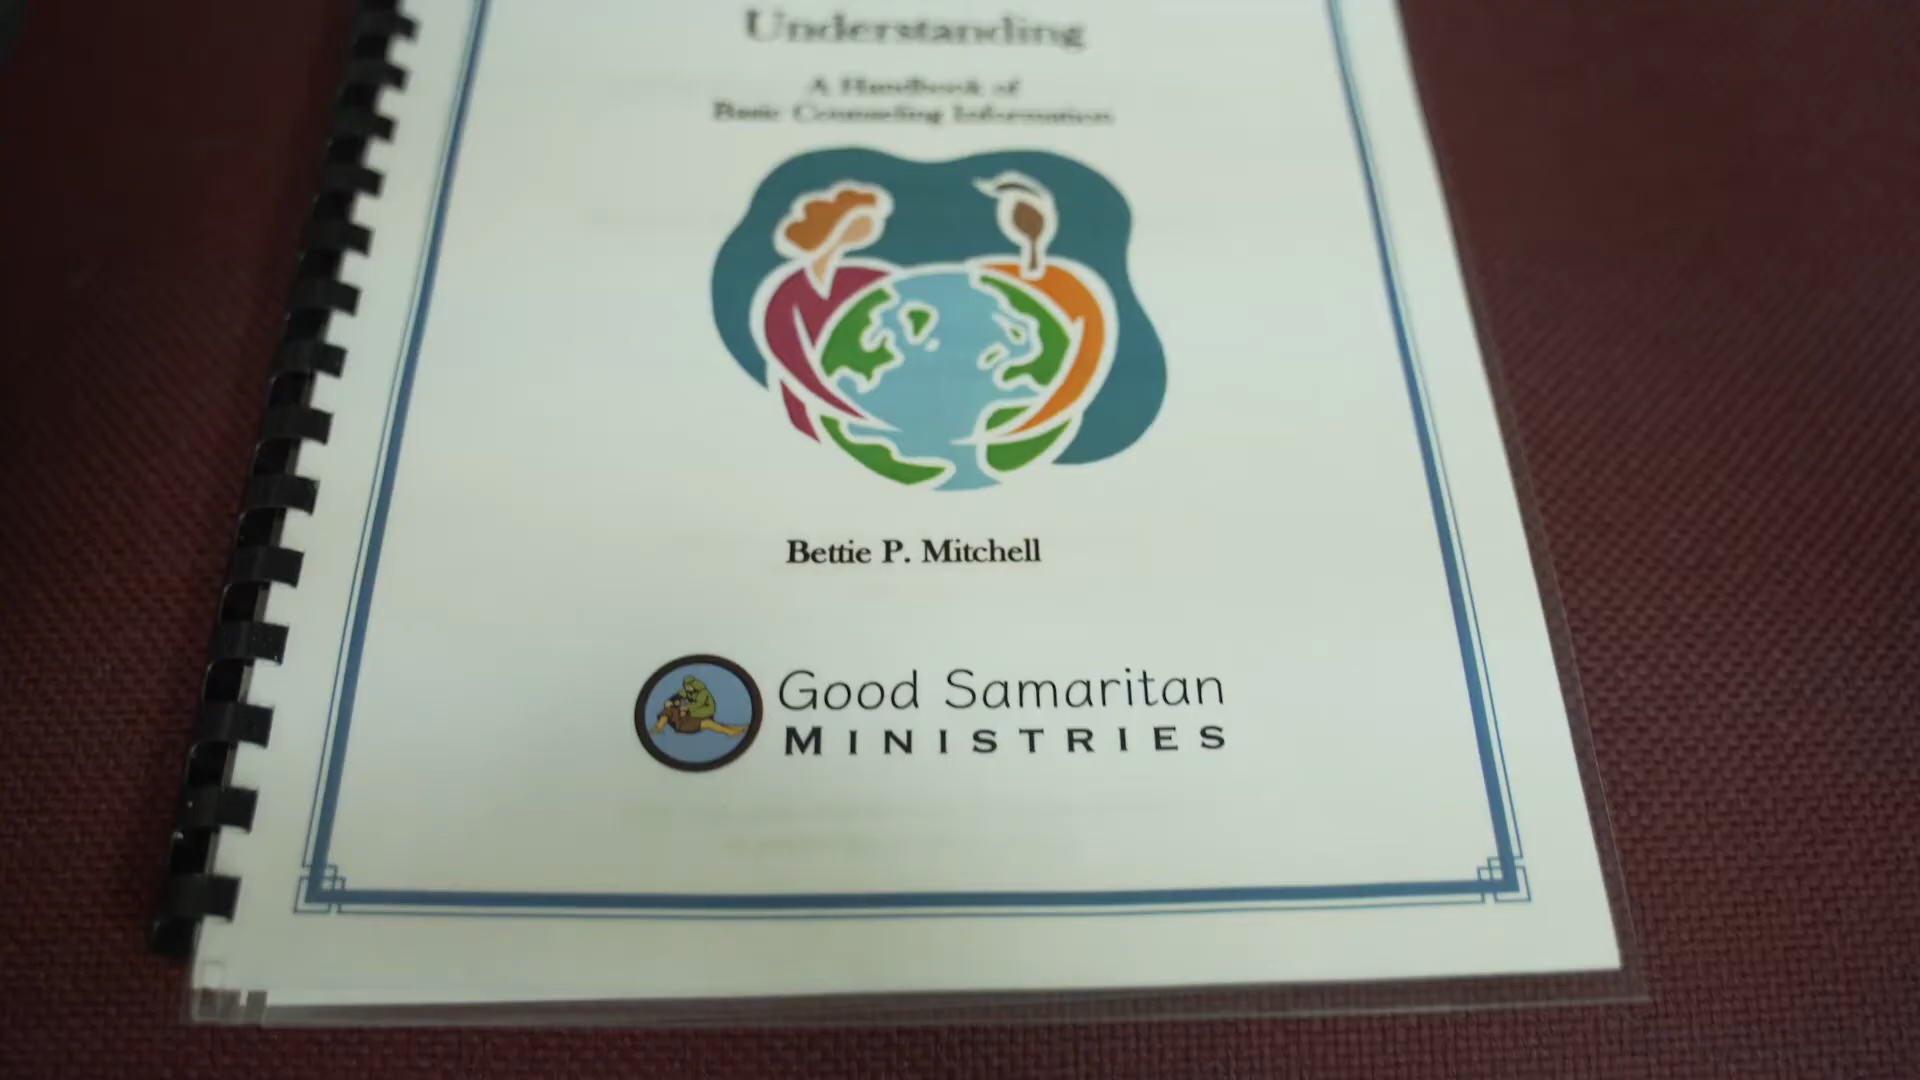 Understanding
A Handbook of
Basic Counseling Information
Bettie P. Mitchell
Good Samaritan
MINISTRIES